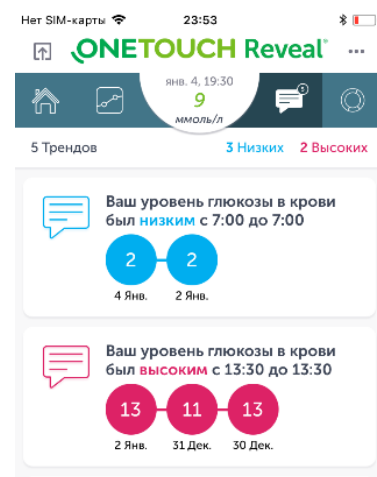 Нет SIM-карты 23:53
ONETOUCH Reveal
янв. 4, 19:30
9
ммоль/л
5 Трендов 3 Низких 2 Высоких
Ваш уровень глюкозы в крови
был низким с 7:00 до 7:00
2 2
4 Янв. 2 Янв.
Ваш уровень глюкозы в крови
был высоким с 13:30 до 13:30
13 11 13
2 Янв. 31 Дек. 30 Дек.